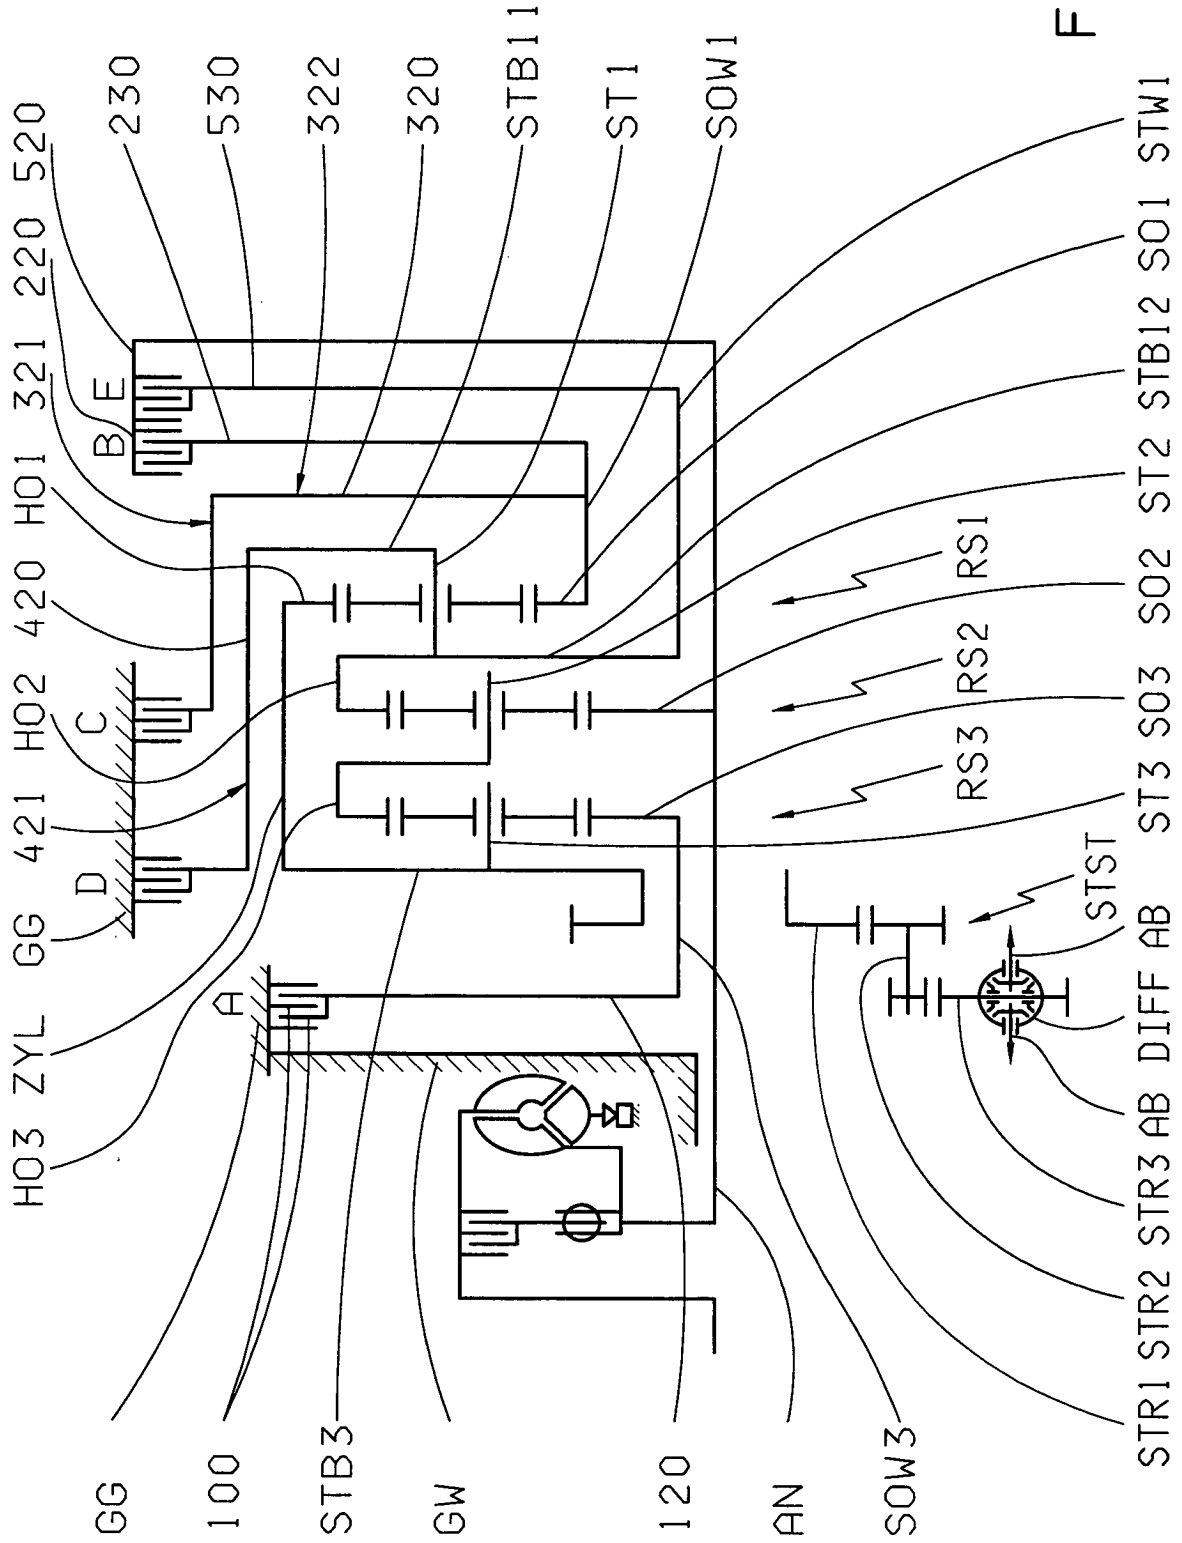 HO3 ZYL GG 421 HO2 420 HO1 321 220 520
D C B E
GG
230
A
100
530
STB3
322
GW
320
STB11
ST1
120
SOW1
AN
SOW3
RS3 RS2 RS1
F
STST
STR1 STR2 STR3 AB DIFF AB ST3 SO3 SO2 ST2 STB12 SO1 STW1